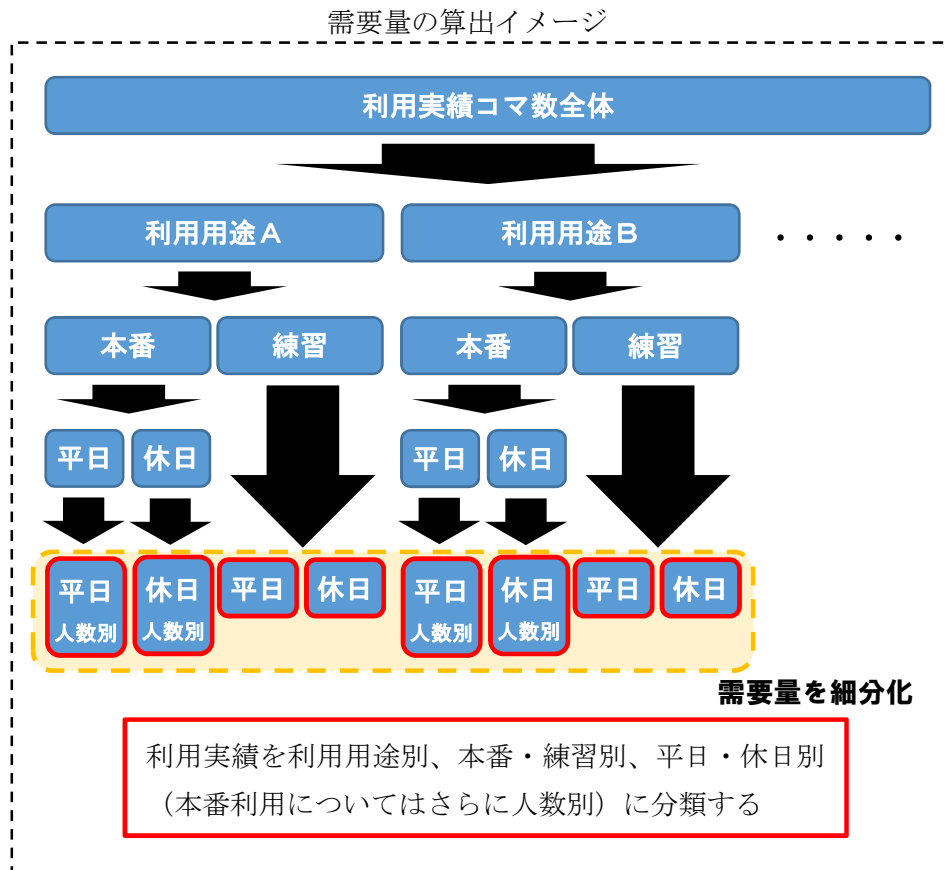 需要量の算出イメージ
利用実績コマ数全体
利用用途A 利用用途B ・・・・・
本番 練習 本番 練習
平日 休日 平日 休日
平日 休日 平日 休日 平日 休日 平日 休日
人数別 人数別 人数別 人数別
需要量を細分化
利用実績を利用用途別、本番・練習別、平日・休日別
（本番利用についてはさらに人数別）に分類する